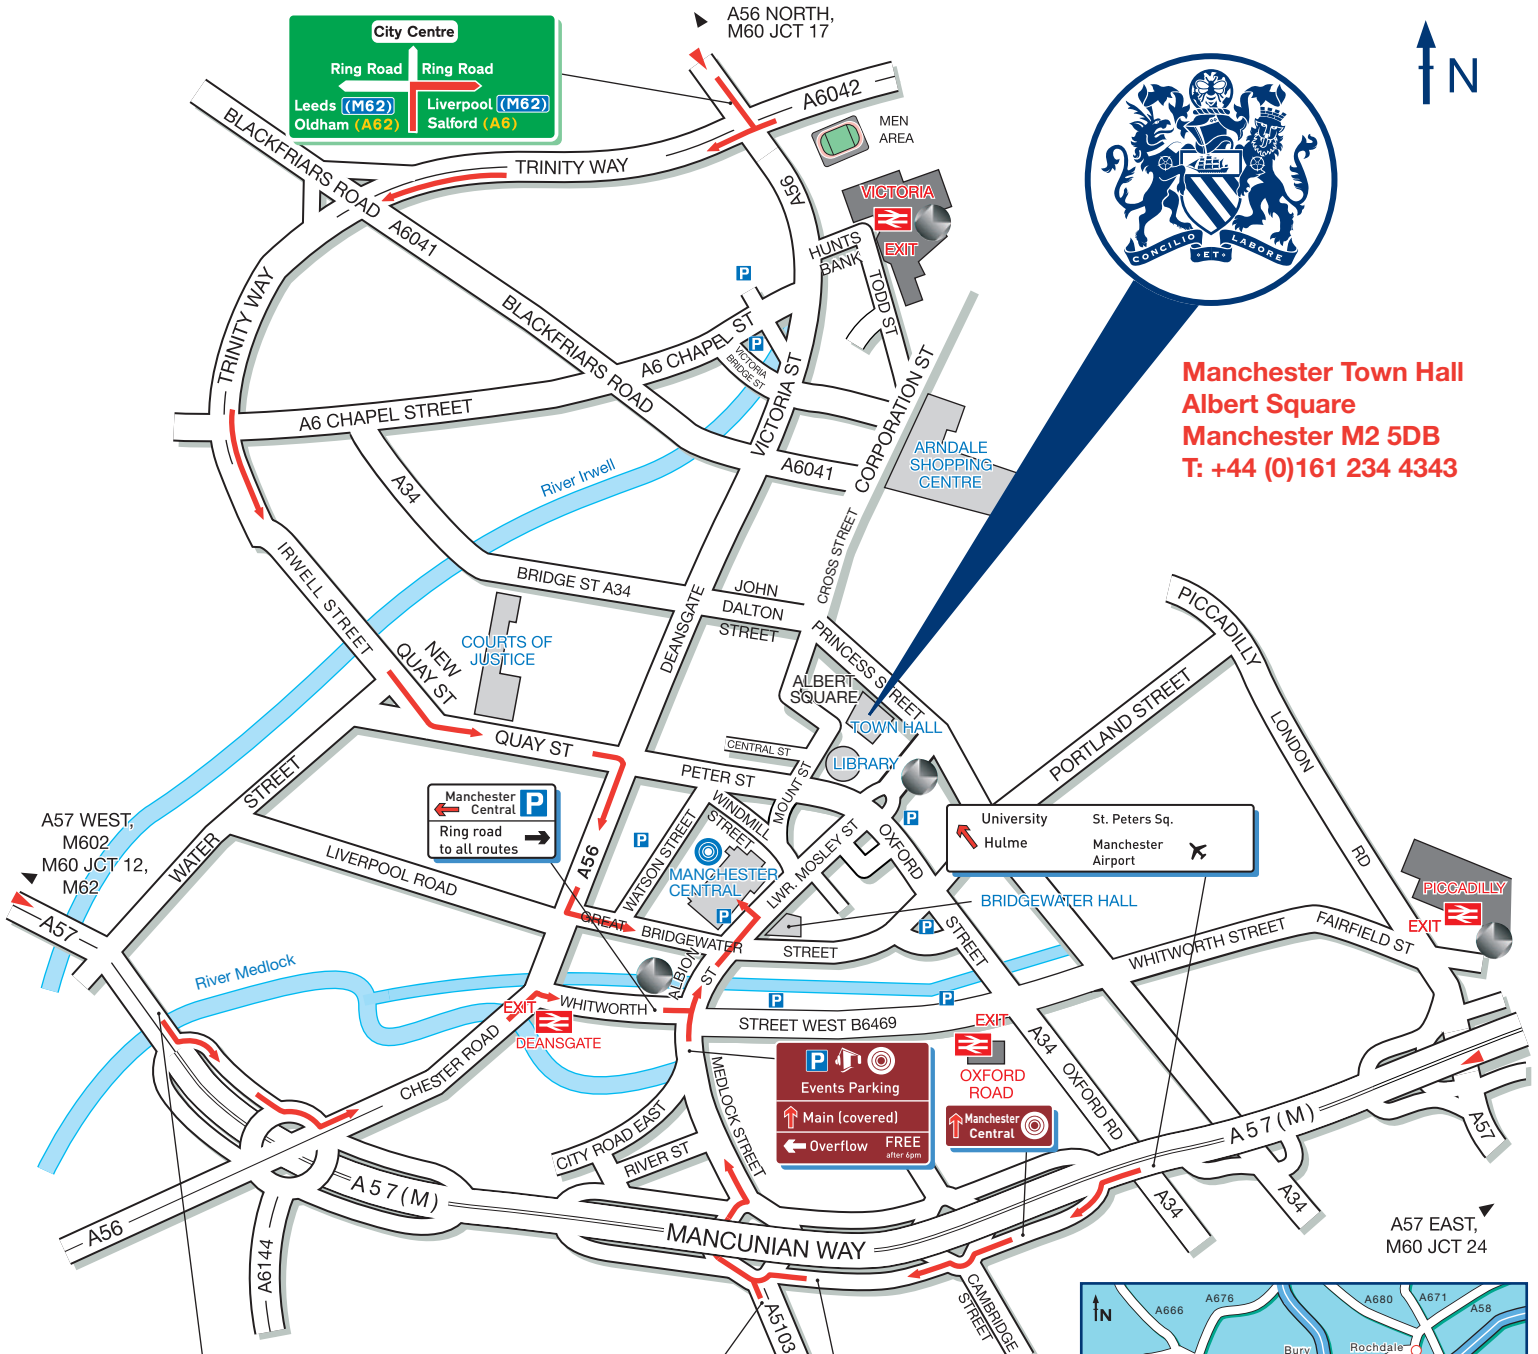 A56 NORTH,
M60 JCT 17
City Centre
Ring Road
Ring Road
Leeds (M62)
Oldham (A62)
Liverpool (M62)
Salford (A6)
N
A6042
MEN
AREA
TRINITY WAY
BLACKFRIARS ROAD
A6041
A56
VICTORIA
EXIT
HUNTS
BANK
TODD ST
CONCILIO
ET
LABORE
P
TRINITY WAY
BLACKFRIARS ROAD
A6 CHAPEL ST
P
VICTORIA
BRIDGE ST
VICTORIA ST
CORPORATION ST
Manchester Town Hall
Albert Square
Manchester M2 5DB
T: +44 (0)161 234 4343
A6 CHAPEL STREET
A6041
ARNDALE
SHOPPING
CENTRE
River Irwell
A34
CROSS STREET
IRWELL STREET
BRIDGE ST A34
JOHN
DALTON
STREET
DEANSGATE
PRINCESS STREET
PICCADILLY
COURTS OF
JUSTICE
NEW
QUAY ST
ALBERT
SQUARE
TOWN HALL
PORTLAND STREET
LONDON
RD
QUAY ST
CENTRAL ST
LIBRARY
PETER ST
MOUNT ST
WATER
STREET
Manchester
Central
P
Ring road
to all routes
A57 WEST,
M602
M60 JCT 12,
M62
WINDMILL
STREET
P
P
OXFORD
STREET
University
Hulme
St. Peters Sq.
Manchester
Airport
LIVERPOOL ROAD
A56
WATSON STREET
MANCHESTER
CENTRAL
P
LWR. MOSLEY ST
BRIDGEWATER HALL
PICCADILLY
EXIT
A57
GREAT
BRIDGEWATER
STREET
P
WHITWORTH STREET
FAIRFIELD ST
River Medlock
ALBION
ST
P
P
EXIT
WHITWORTH
STREET WEST B6469
DEANSGATE
EXIT
OXFORD
ROAD
A34
OXFORD RD
CHESTER ROAD
MEDLOCK STREET
P
Events Parking
Main (covered)
Overflow
FREE
after 6pm
Manchester
Central
CITY ROAD EAST
RIVER ST
A57(M)
A57
A57(M)
A34
A34
MANCUNIAN WAY
A56
A6144
A57 EAST,
M60 JCT 24
CAMBRIDGE
STREET
A5103
N
A666
A676
A680
A671
A58
Bury
Rochdale